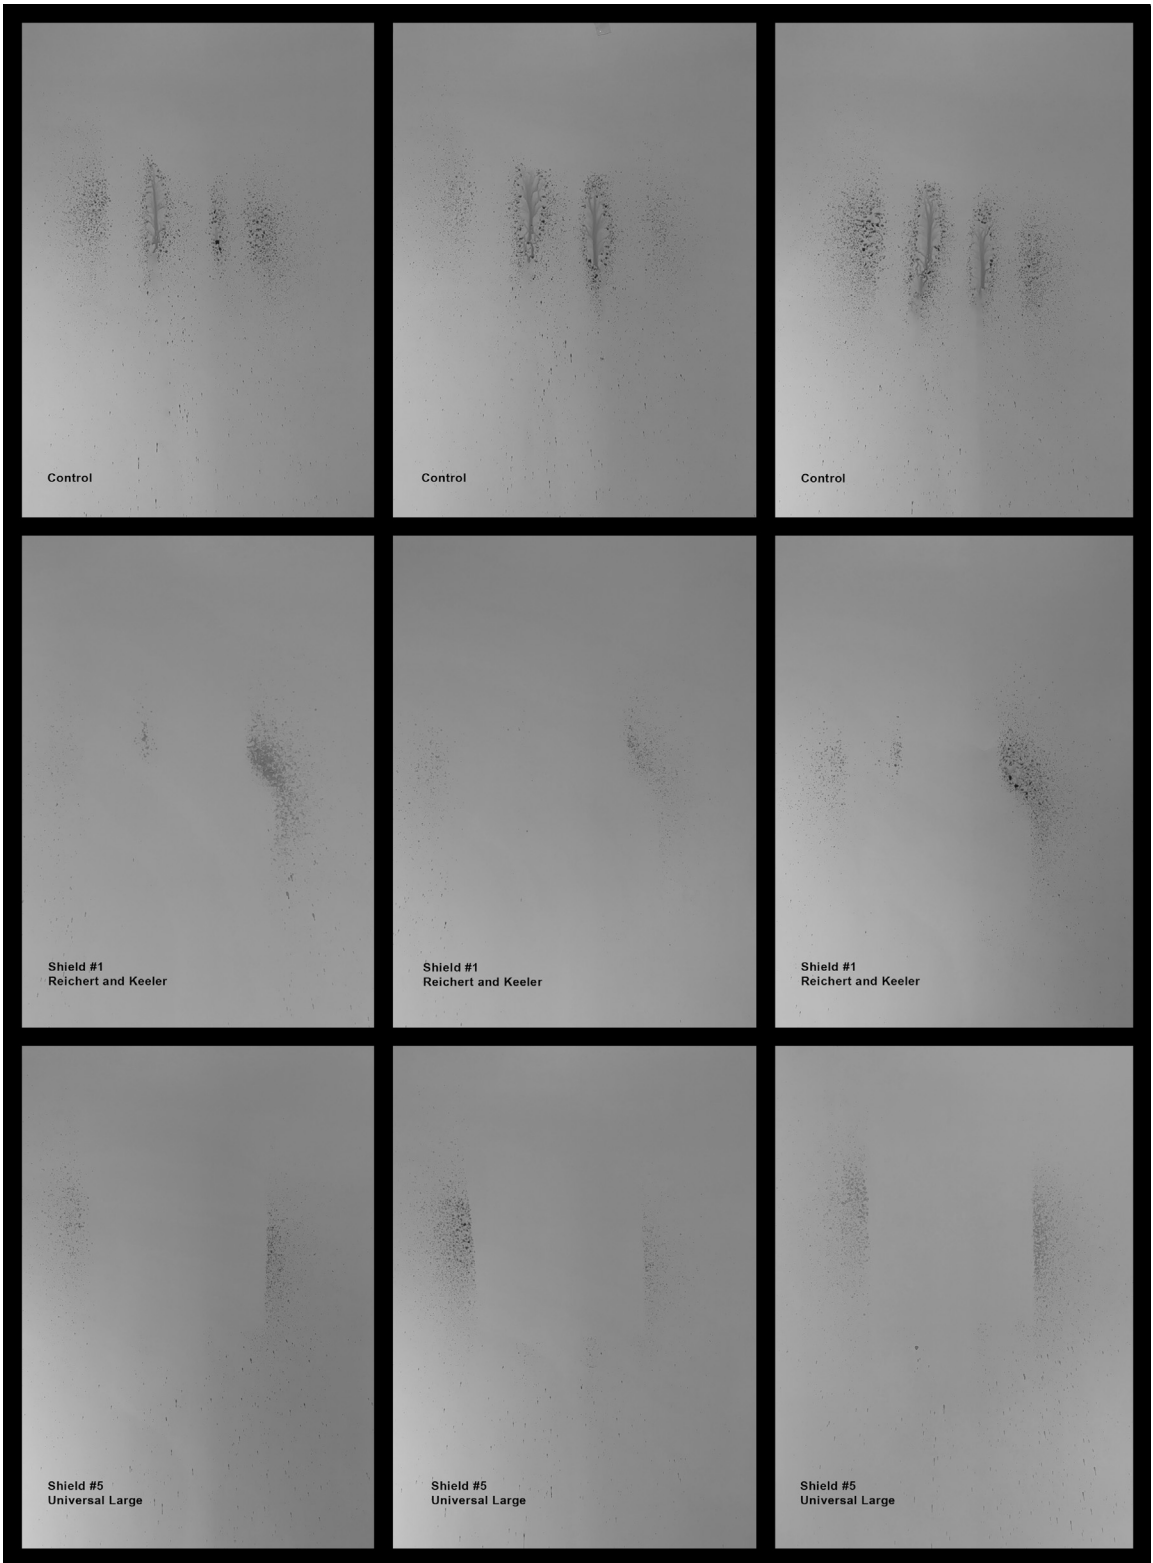 Control
Control
Control
Shield #1
Reichert and Keeler
Shield #1
Reichert and Keeler
Shield #1
Reichert and Keeler
Shield #5
Universal Large
Shield #5
Universal Large
Shield #5
Universal Large